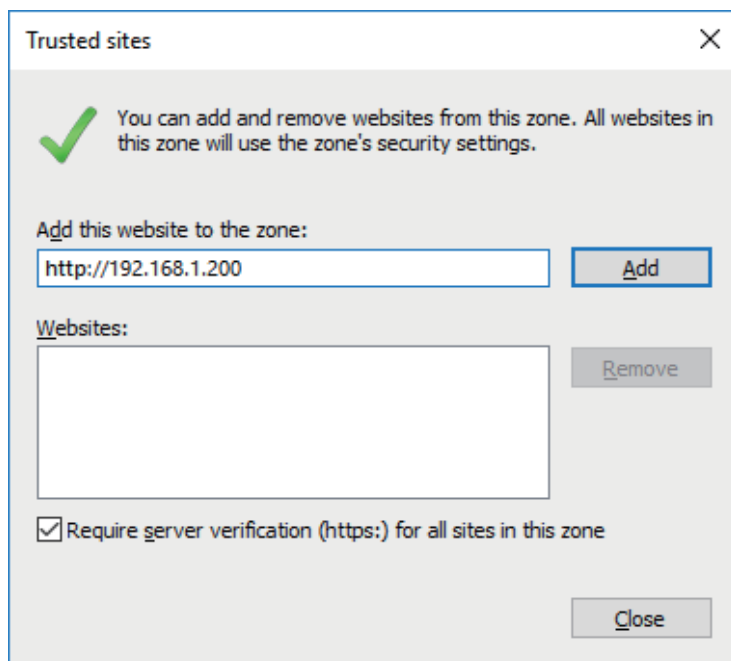 Trusted sites
You can add and remove websites from this zone. All websites in
this zone will use the zone's security settings.
Add this website to the zone:
http://192.168.1.200
Add
Websites:
Remove
Require server verification (https:) for all sites in this zone
Close